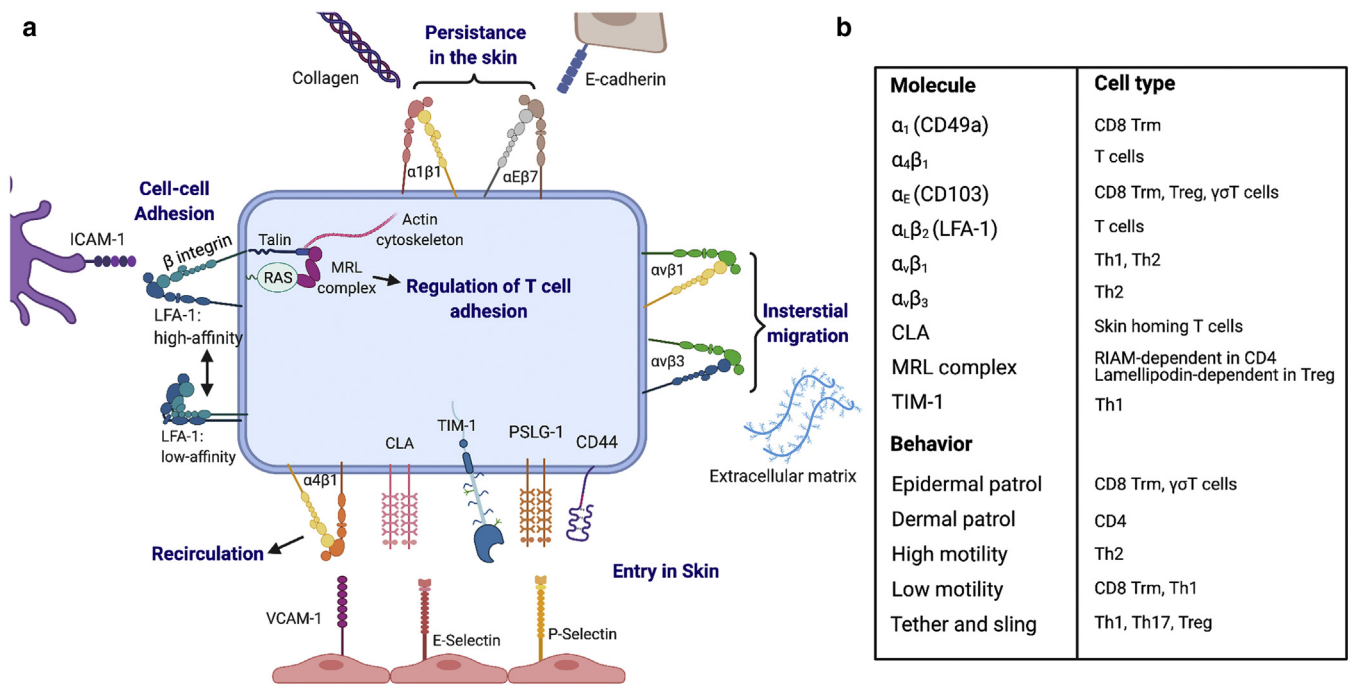 a
Persistance
in the skin
Collagen
E-cadherin
α1β1
αEβ7
Cell-cell
Adhesion
ICAM-1
β integrin
Talin
Actin
cytoskeleton
RAS
MRL
complex
Regulation of T cell
adhesion
LFA-1:
high-affinity
LFA-1:
low-affinity
αvβ1
αvβ3
Insterstial
migration
Extracellular matrix
α4β1
CLA
TIM-1
PSLG-1
CD44
Recirculation
Entry in Skin
VCAM-1
E-Selectin
P-Selectin
b
Molecule Cell type
α₁ (CD49a) CD8 Trm
α₄β₁ T cells
α_E (CD103) CD8 Trm, Treg, γσT cells
α_Lβ₂ (LFA-1) T cells
αᵥβ₁ Th1, Th2
αᵥβ₃ Th2
CLA Skin homing T cells
MRL complex RIAM-dependent in CD4
Lamellipodin-dependent in Treg
TIM-1 Th1
Behavior
Epidermal patrol CD8 Trm, γσT cells
Dermal patrol CD4
High motility Th2
Low motility CD8 Trm, Th1
Tether and sling Th1, Th17, Treg